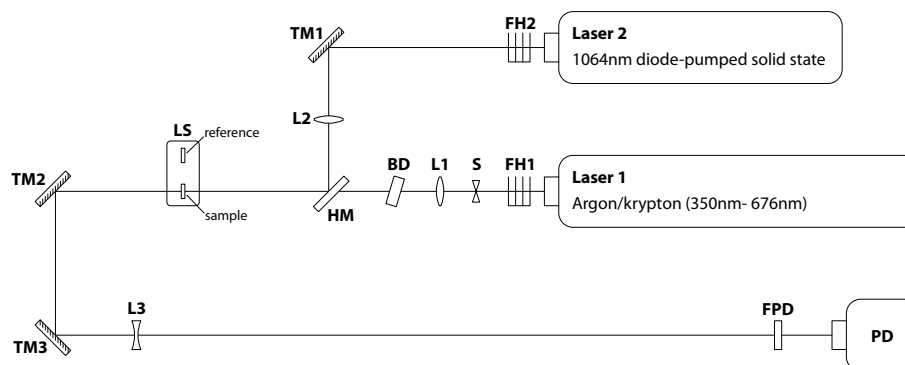 TM1
FH2
Laser 2
1064nm diode-pumped solid state
L2
LS
reference
sample
TM2
HM
BD
L1
S
FH1
Laser 1
Argon/krypton (350nm- 676nm)
TM3
L3
FPD
PD